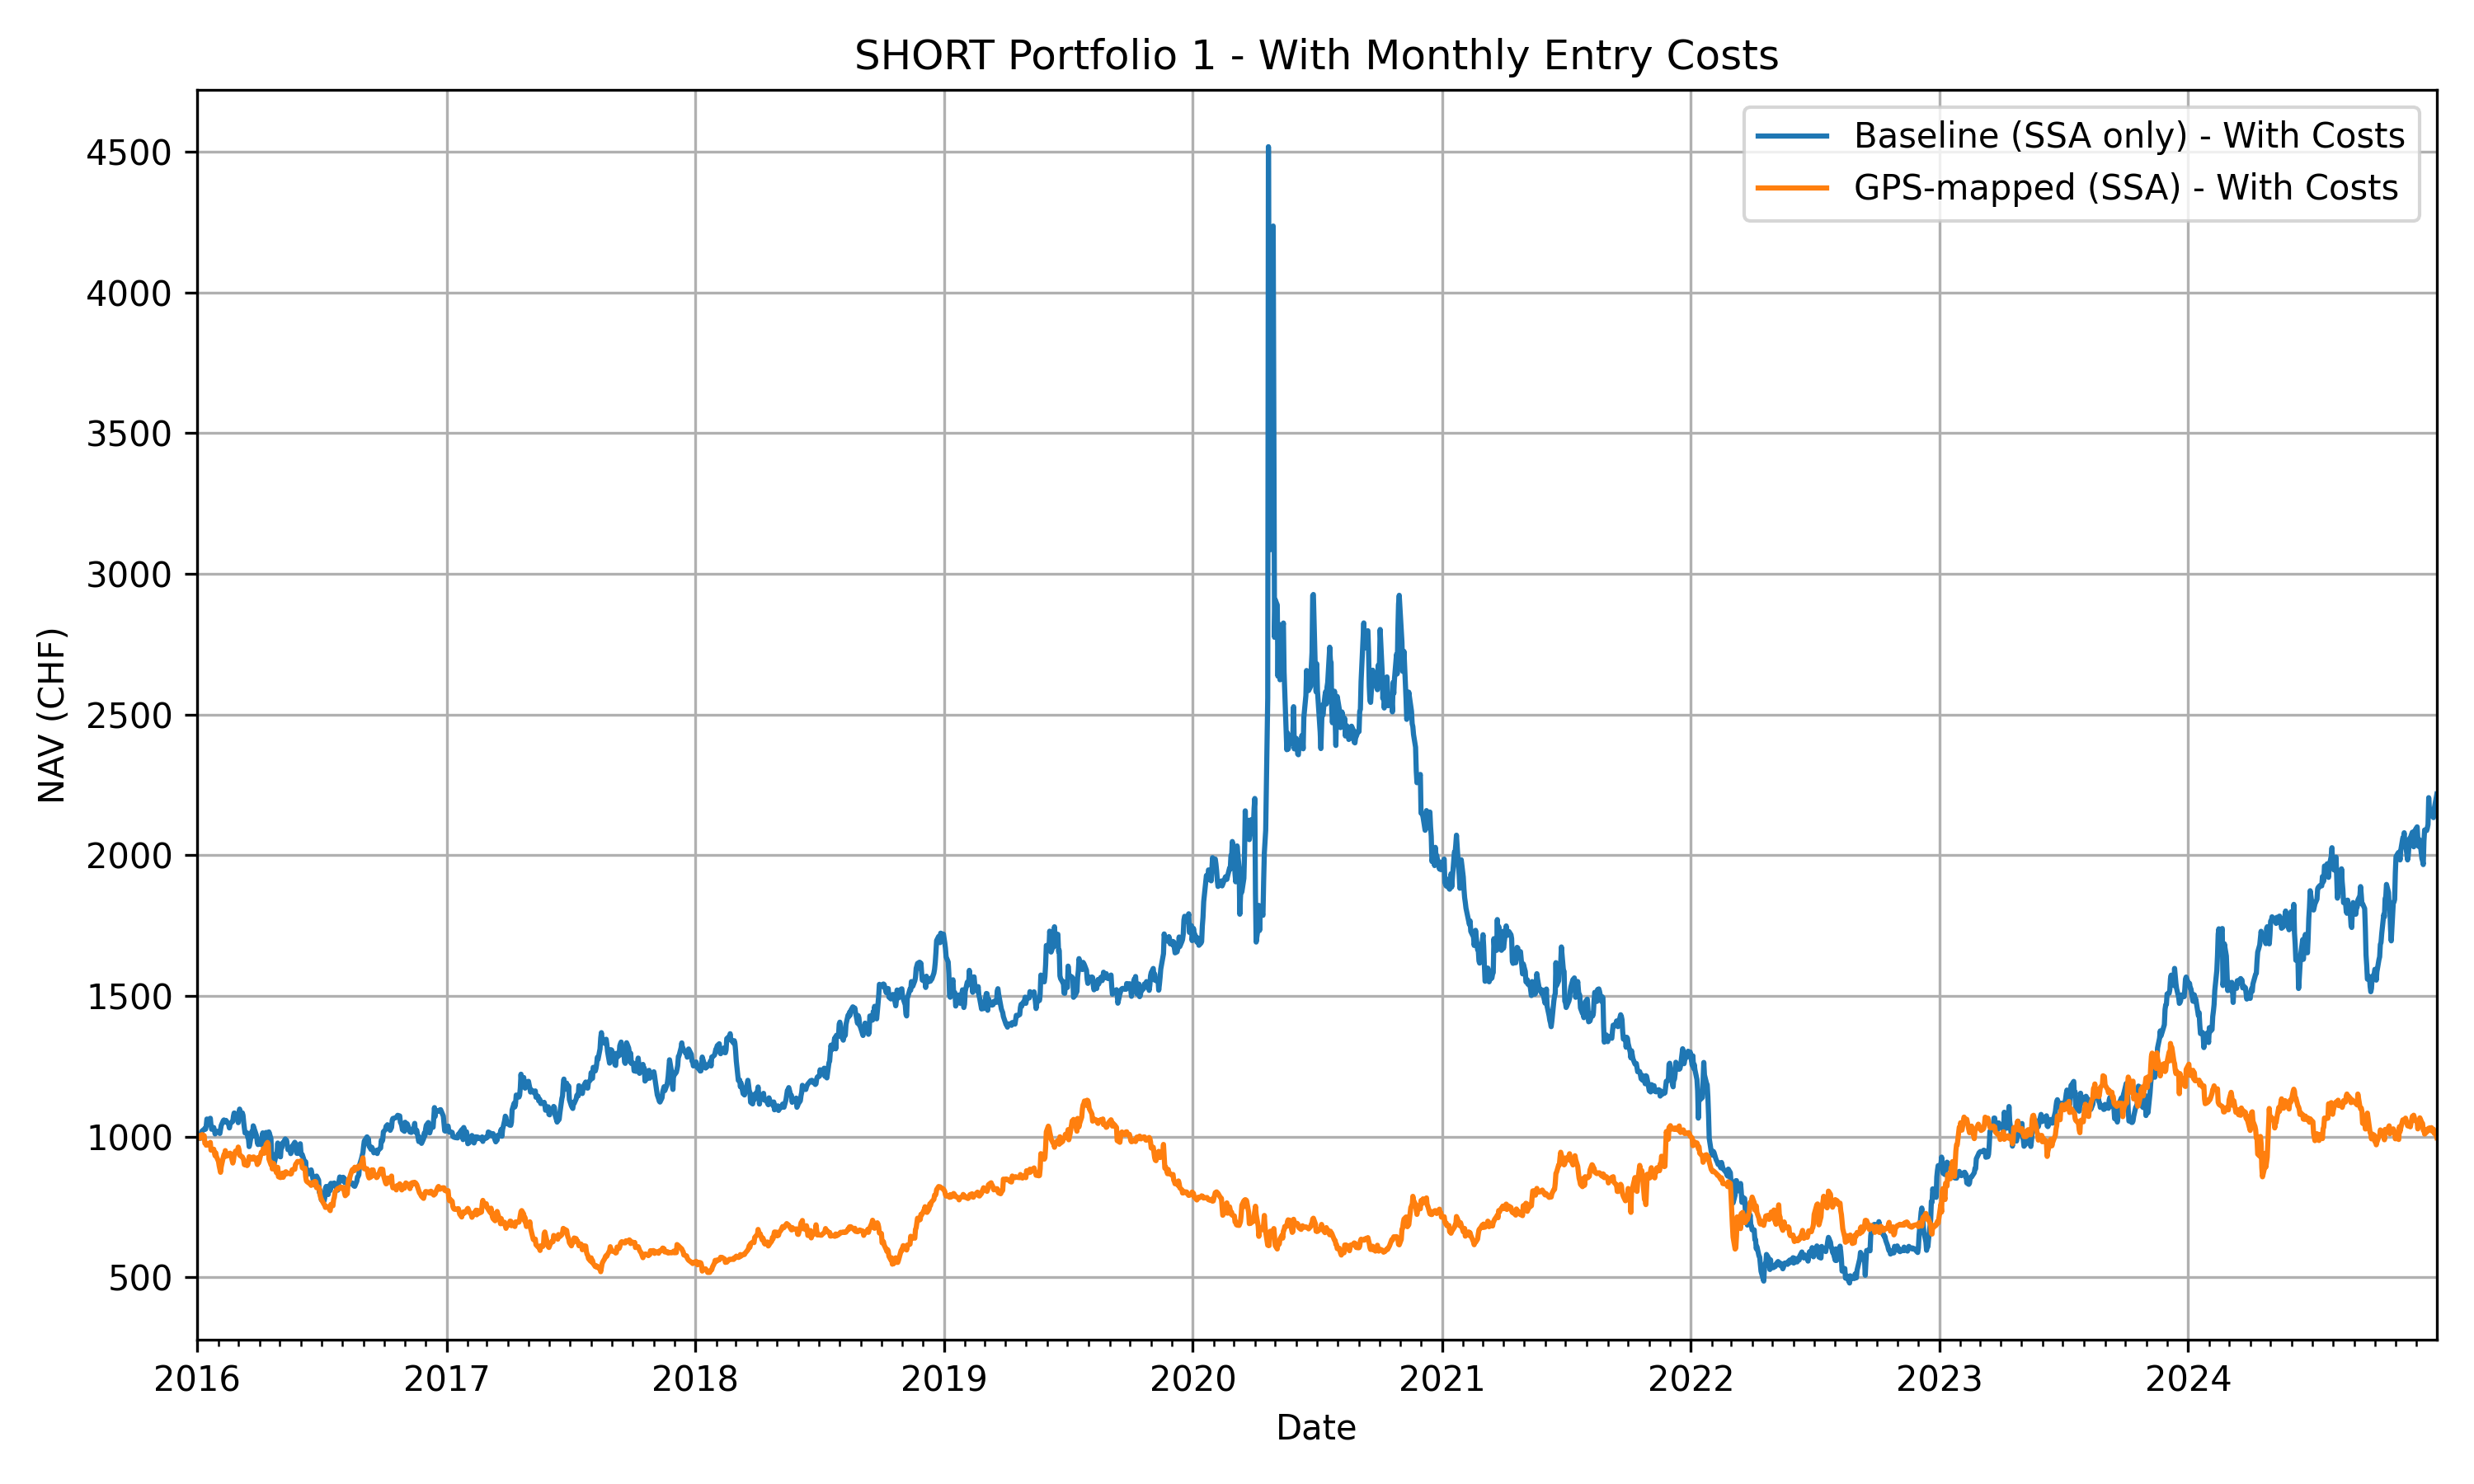 SHORT Portfolio 1 - With Monthly Entry Costs
Baseline (SSA only) - With Costs
GPS-mapped (SSA) - With Costs
NAV (CHF)
4500
4000
3500
3000
2500
2000
1500
1000
500
2016 2017 2018 2019 2020 2021 2022 2023 2024
Date